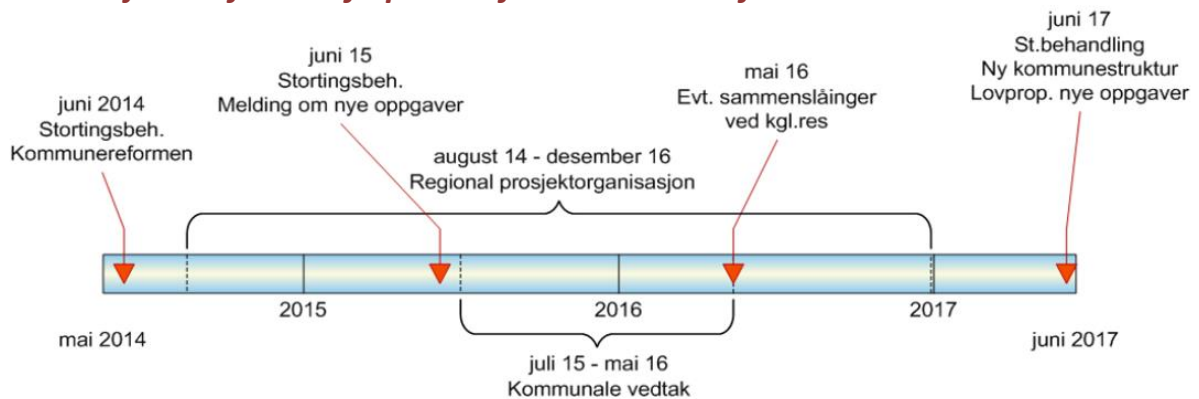 juni 2014
Stortingsbeh.
Kommunereformen
juni 15
Stortingsbeh.
Melding om nye oppgaver
august 14 - desember 16
Regional prosjektorganisasjon
mai 16
Evt. sammenslåinger
ved kgl.res
juni 17
St.behandling
Ny kommunestruktur
Lovprop. nye oppgaver
2015
2016
2017
mai 2014
juni 2017
juli 15 - mai 16
Kommunale vedtak